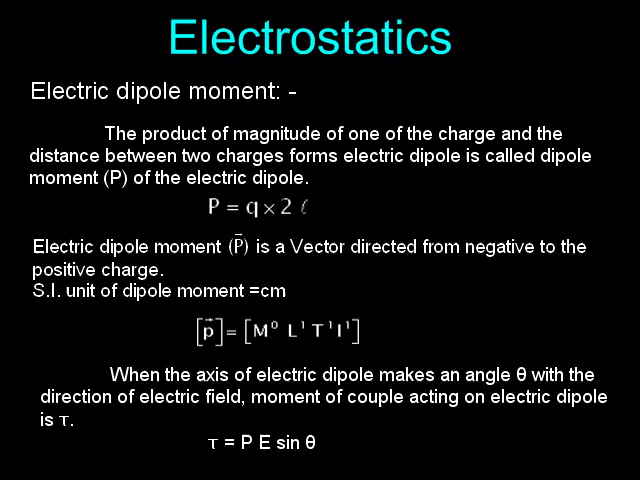 Electrostatics
Electric dipole moment: -
The product of magnitude of one of the charge and the
distance between two charges forms electric dipole is called dipole
moment (P) of the electric dipole.
P = q × 2 ℓ
Electric dipole moment (P⃗) is a Vector directed from negative to the
positive charge.
S.I. unit of dipole moment =cm
[p⃗] = [M⁰ L¹ T¹ I¹]
When the axis of electric dipole makes an angle θ with the
direction of electric field, moment of couple acting on electric dipole
is τ.
τ = P E sin θ